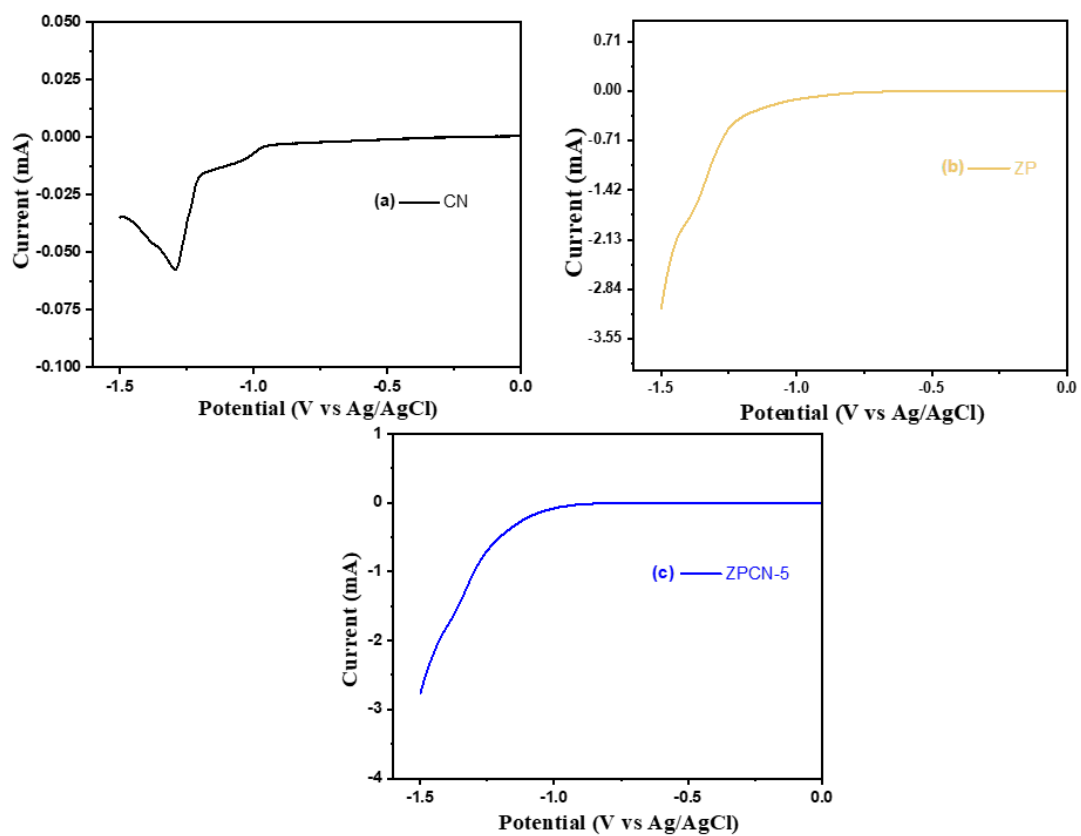 0.050
0.025
0.000
-0.025
-0.050
-0.075
-0.100
Current (mA)
(a) CN
-1.5 -1.0 -0.5 0.0
Potential (V vs Ag/AgCl)
0.71
0.00
-0.71
-1.42
-2.13
-2.84
-3.55
Current (mA)
(b) ZP
-1.5 -1.0 -0.5 0.0
Potential (V vs Ag/AgCl)
1
0
-1
-2
-3
-4
Current (mA)
(c) ZPCN-5
-1.5 -1.0 -0.5 0.0
Potential (V vs Ag/AgCl)